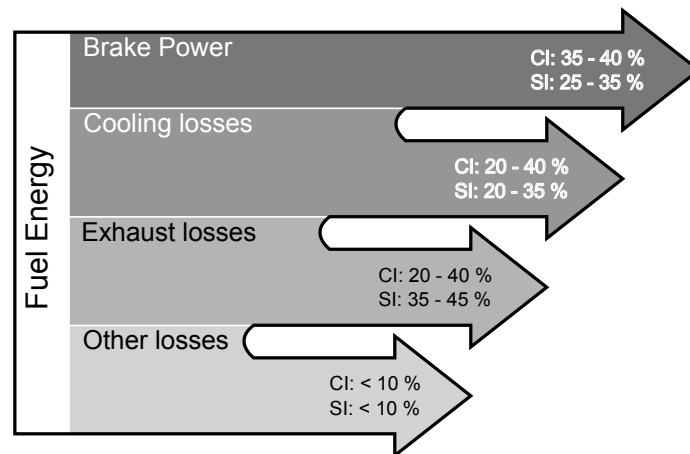 Fuel Energy
Brake Power
CI: 35 - 40 %
SI: 25 - 35 %
Cooling losses
CI: 20 - 40 %
SI: 20 - 35 %
Exhaust losses
CI: 20 - 40 %
SI: 35 - 45 %
Other losses
CI: < 10 %
SI: < 10 %